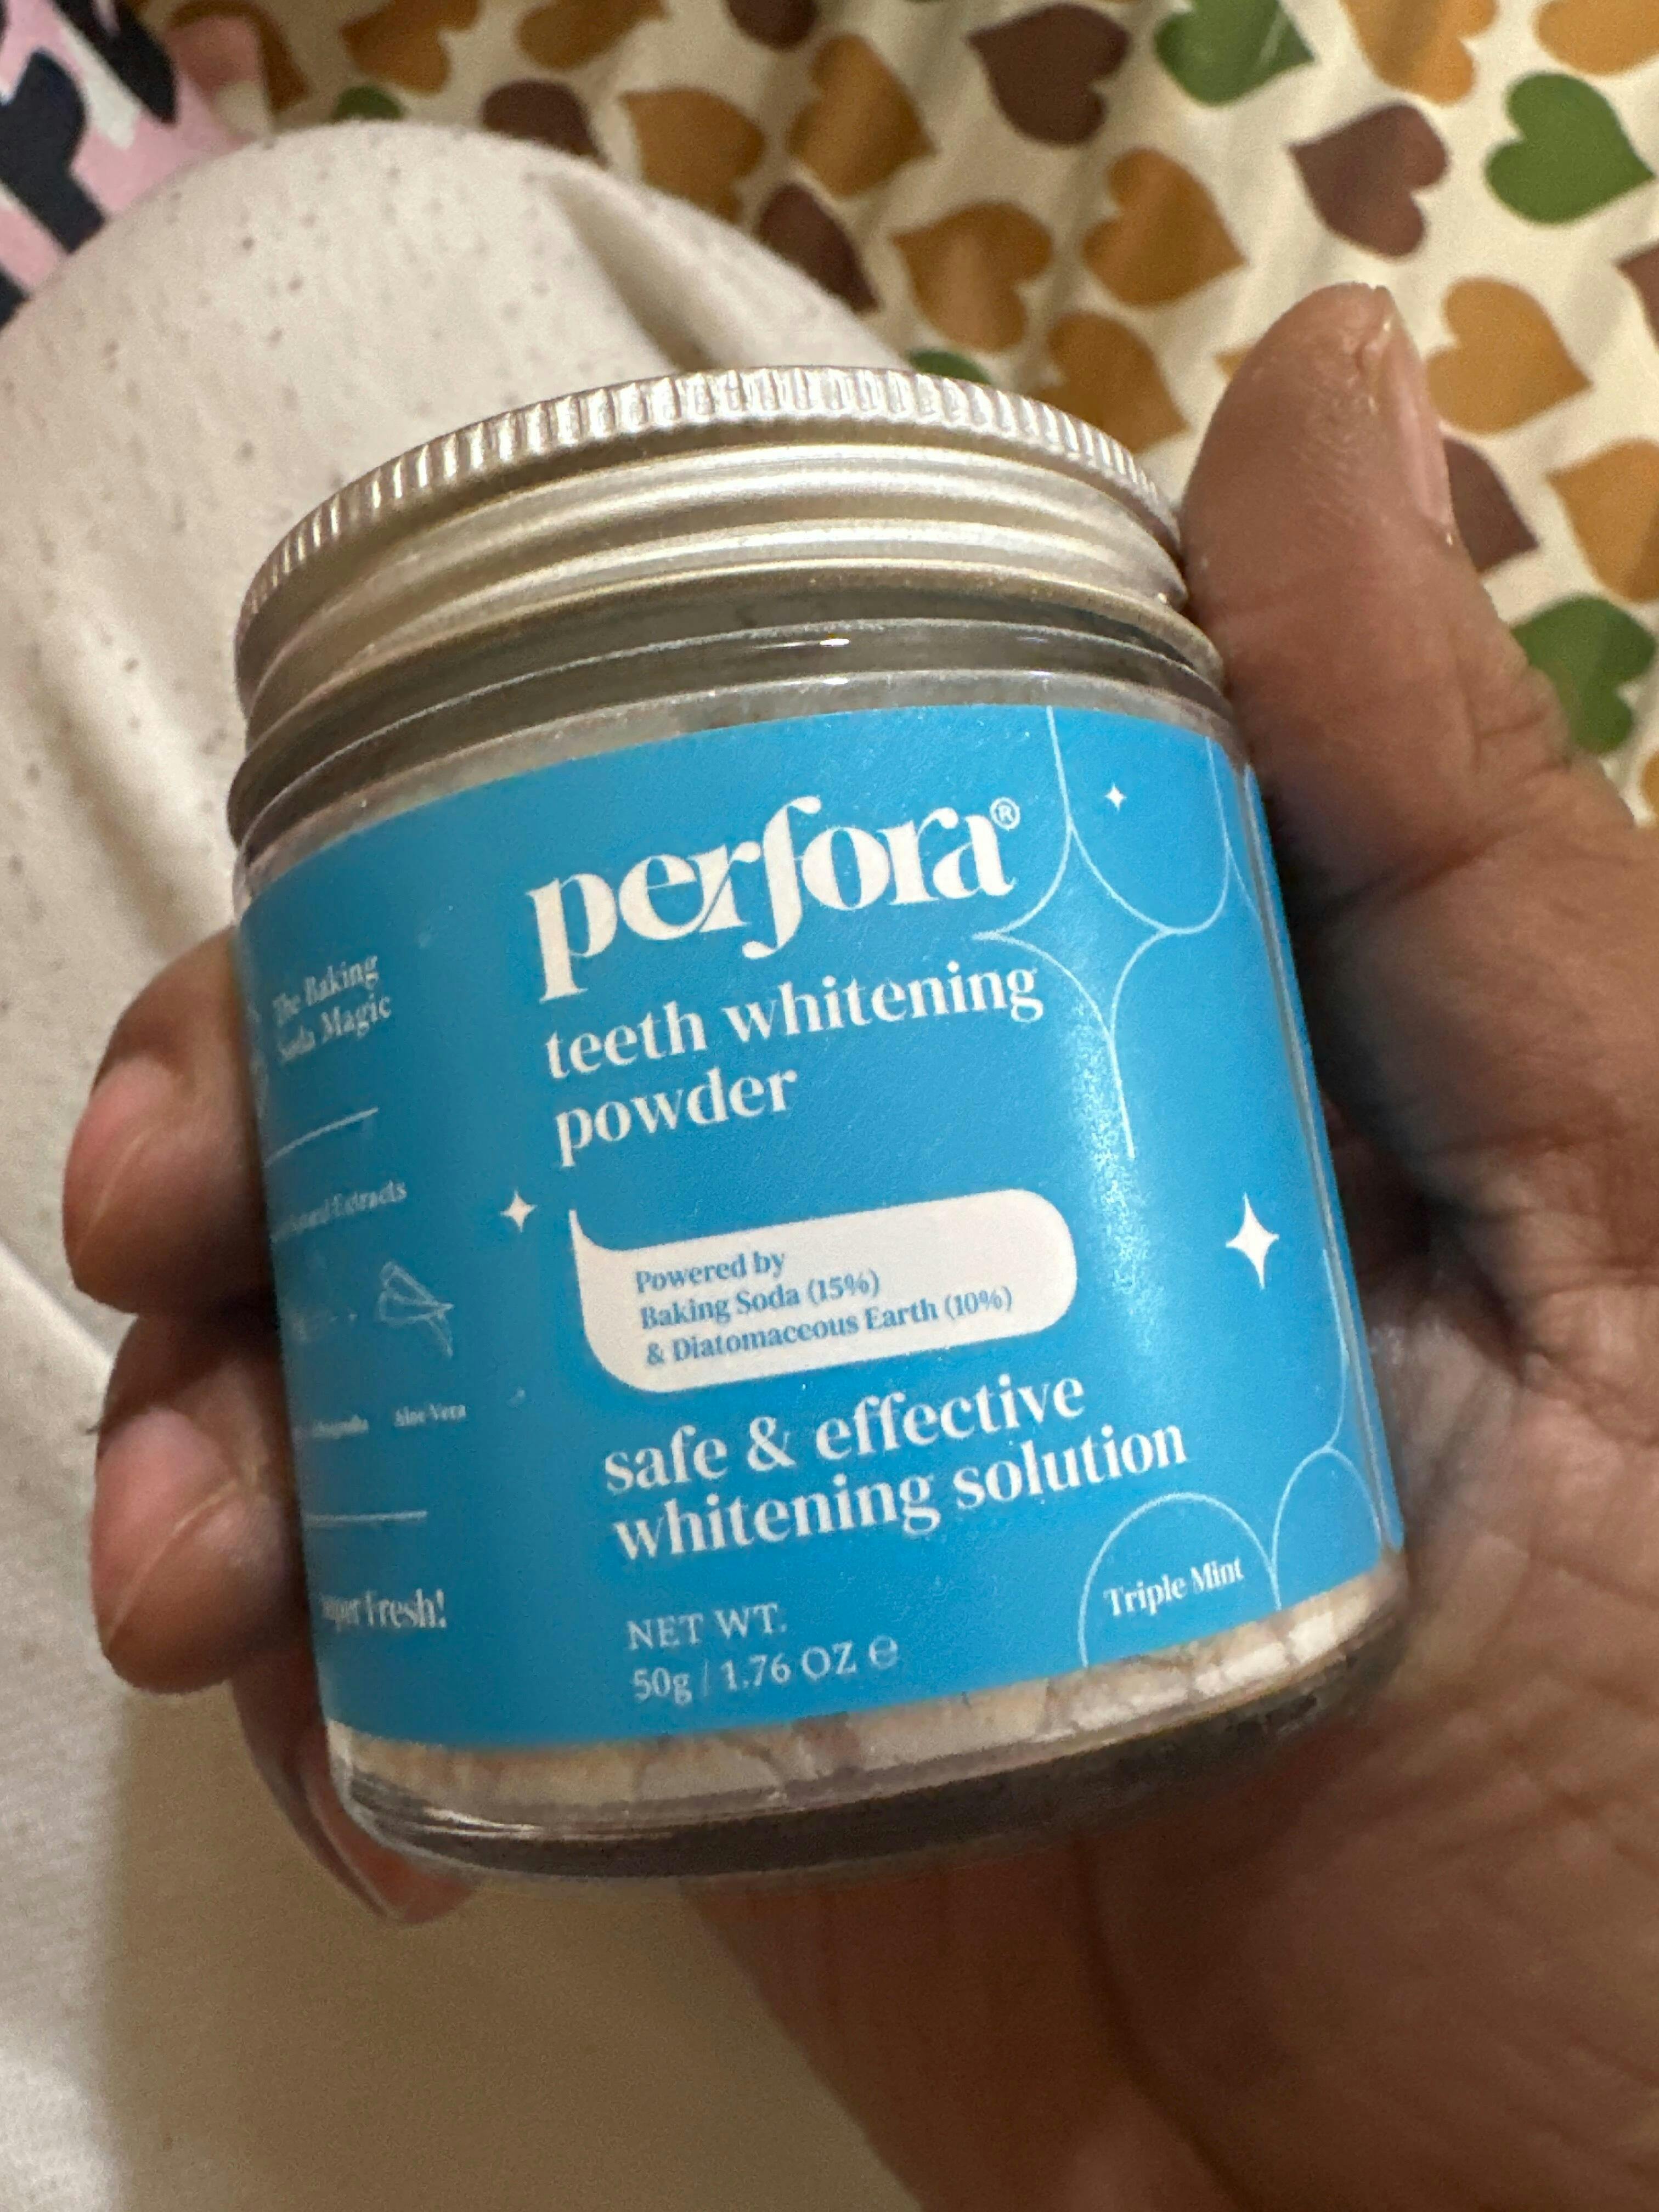 perfora®
teeth whitening
powder
Powered by
Baking Soda (15%)
& Diatomaceous Earth (10%)
safe & effective
whitening solution
NET WT.
50g / 1.76 OZ ℮
Triple Mint
The Baking
Soda Magic
Extracts
Aloe Vera
Super Fresh!